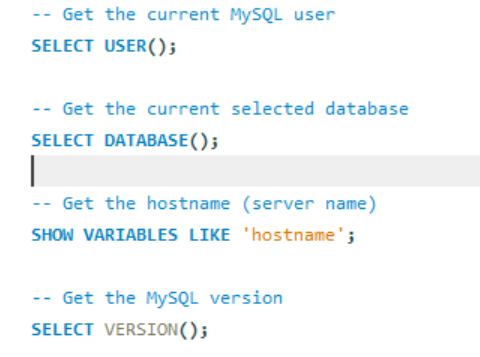 -- Get the current MySQL user
SELECT USER();
-- Get the current selected database
SELECT DATABASE();
-- Get the hostname (server name)
SHOW VARIABLES LIKE 'hostname';
-- Get the MySQL version
SELECT VERSION();